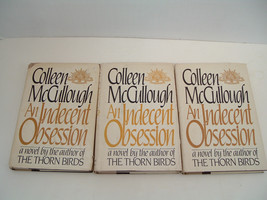 Colleen
McCullough
An Indecent
Obsession
a novel by the author of
THE THORN BIRDS
Colleen
McCullough
An Indecent
Obsession
a novel by the author of
THE THORN BIRDS
Colleen
McCullough
An Indecent
Obsession
a novel by the author of
THE THORN BIRDS